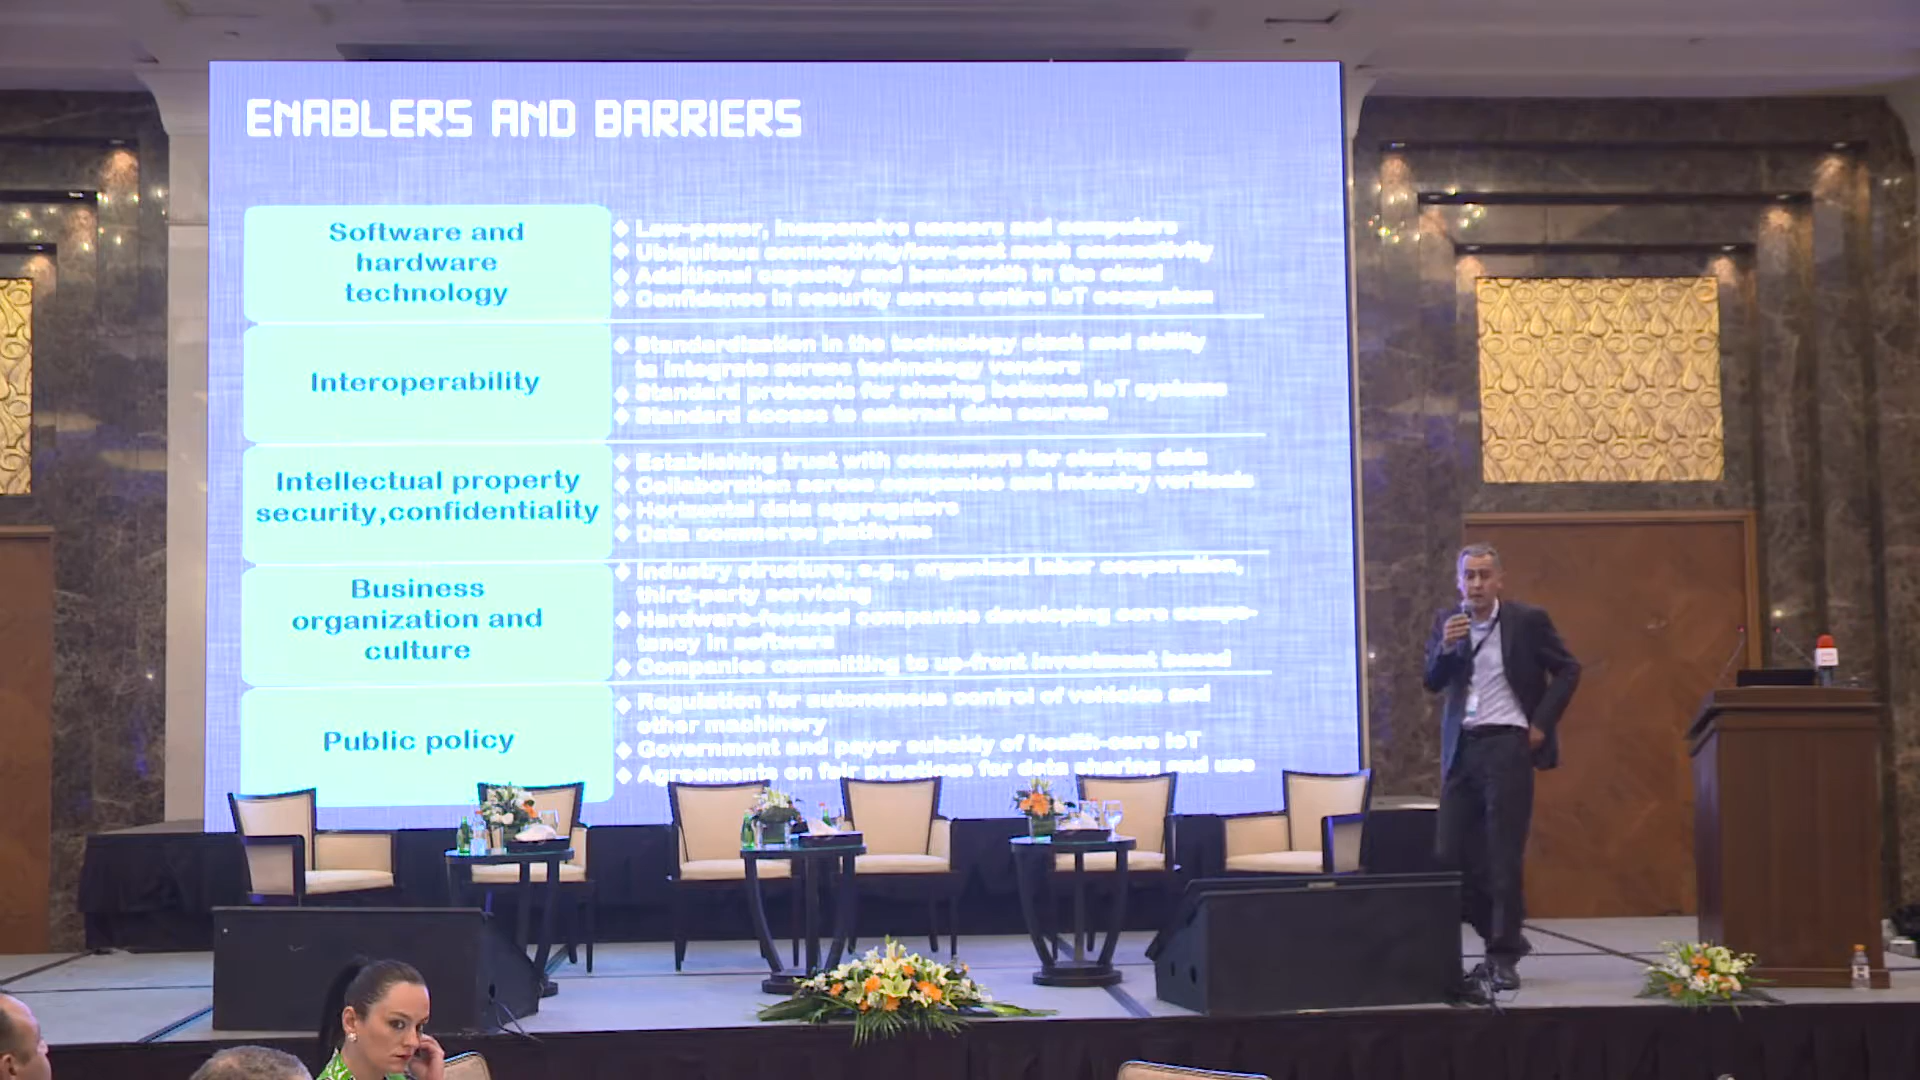 ENABLERS AND BARRIERS
Software and
hardware
technology
◆ Low-power, inexpensive sensors and computers
◆ Ubiquitous connectivity/low-cost mesh connectivity
◆ Additional capacity and bandwidth in the cloud
◆ Confidence in security across entire IoT ecosystem
Interoperability
◆ Standardization in the technology stack and ability
to integrate across technology vendors
◆ Standard protocols for sharing between IoT systems
◆ Standard access to external data sources
Intellectual property
security,confidentiality
◆ Establishing trust with consumers for sharing data
◆ Collaboration across companies and industry verticals
◆ Horizontal data aggregators
◆ Data commerce platforms
Business
organization and
culture
◆ Industry structure, e.g., organized labor cooperation,
third-party servicing
◆ Hardware-focused companies developing core compe-
tency in software
◆ Companies committing to up-front investment based
Public policy
◆ Regulation for autonomous control of vehicles and
other machinery
◆ Government and payer subsidy of health-care IoT
◆ Agreements on fair practices for data sharing and use